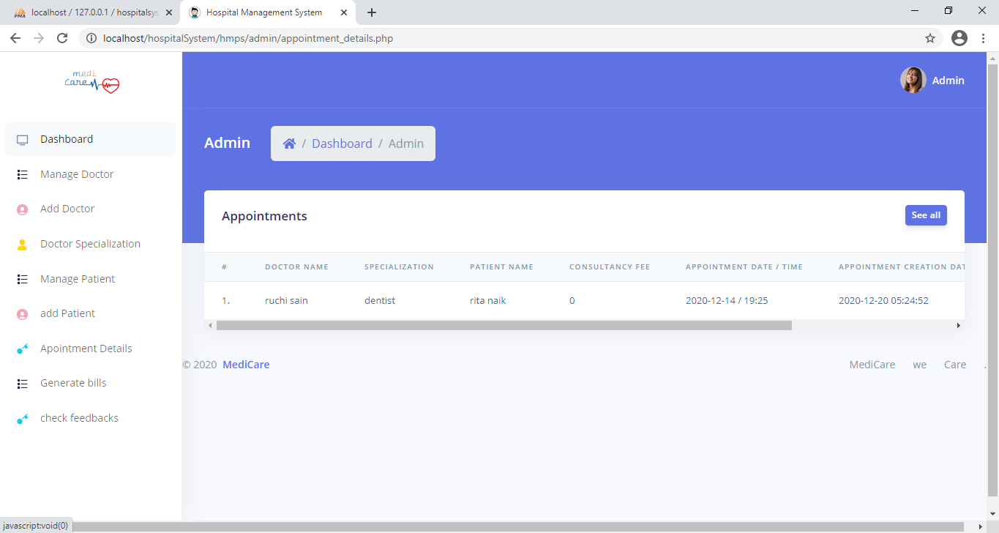 localhost / 127.0.0.1 / hospitalsys
Hospital Management System
localhost/hospitalSystem/hmps/admin/appointment_details.php
medi
care
Admin
Dashboard
Manage Doctor
Add Doctor
Doctor Specialization
Manage Patient
add Patient
Apointment Details
Generate bills
check feedbacks
Admin
/ Dashboard / Admin
Appointments
See all
# DOCTOR NAME SPECIALIZATION PATIENT NAME CONSULTANCY FEE APPOINTMENT DATE / TIME APPOINTMENT CREATION DAT
1. ruchi sain dentist rita naik 0 2020-12-14 / 19:25 2020-12-20 05:24:52
© 2020 MediCare
MediCare we Care .
javascript:void(0)